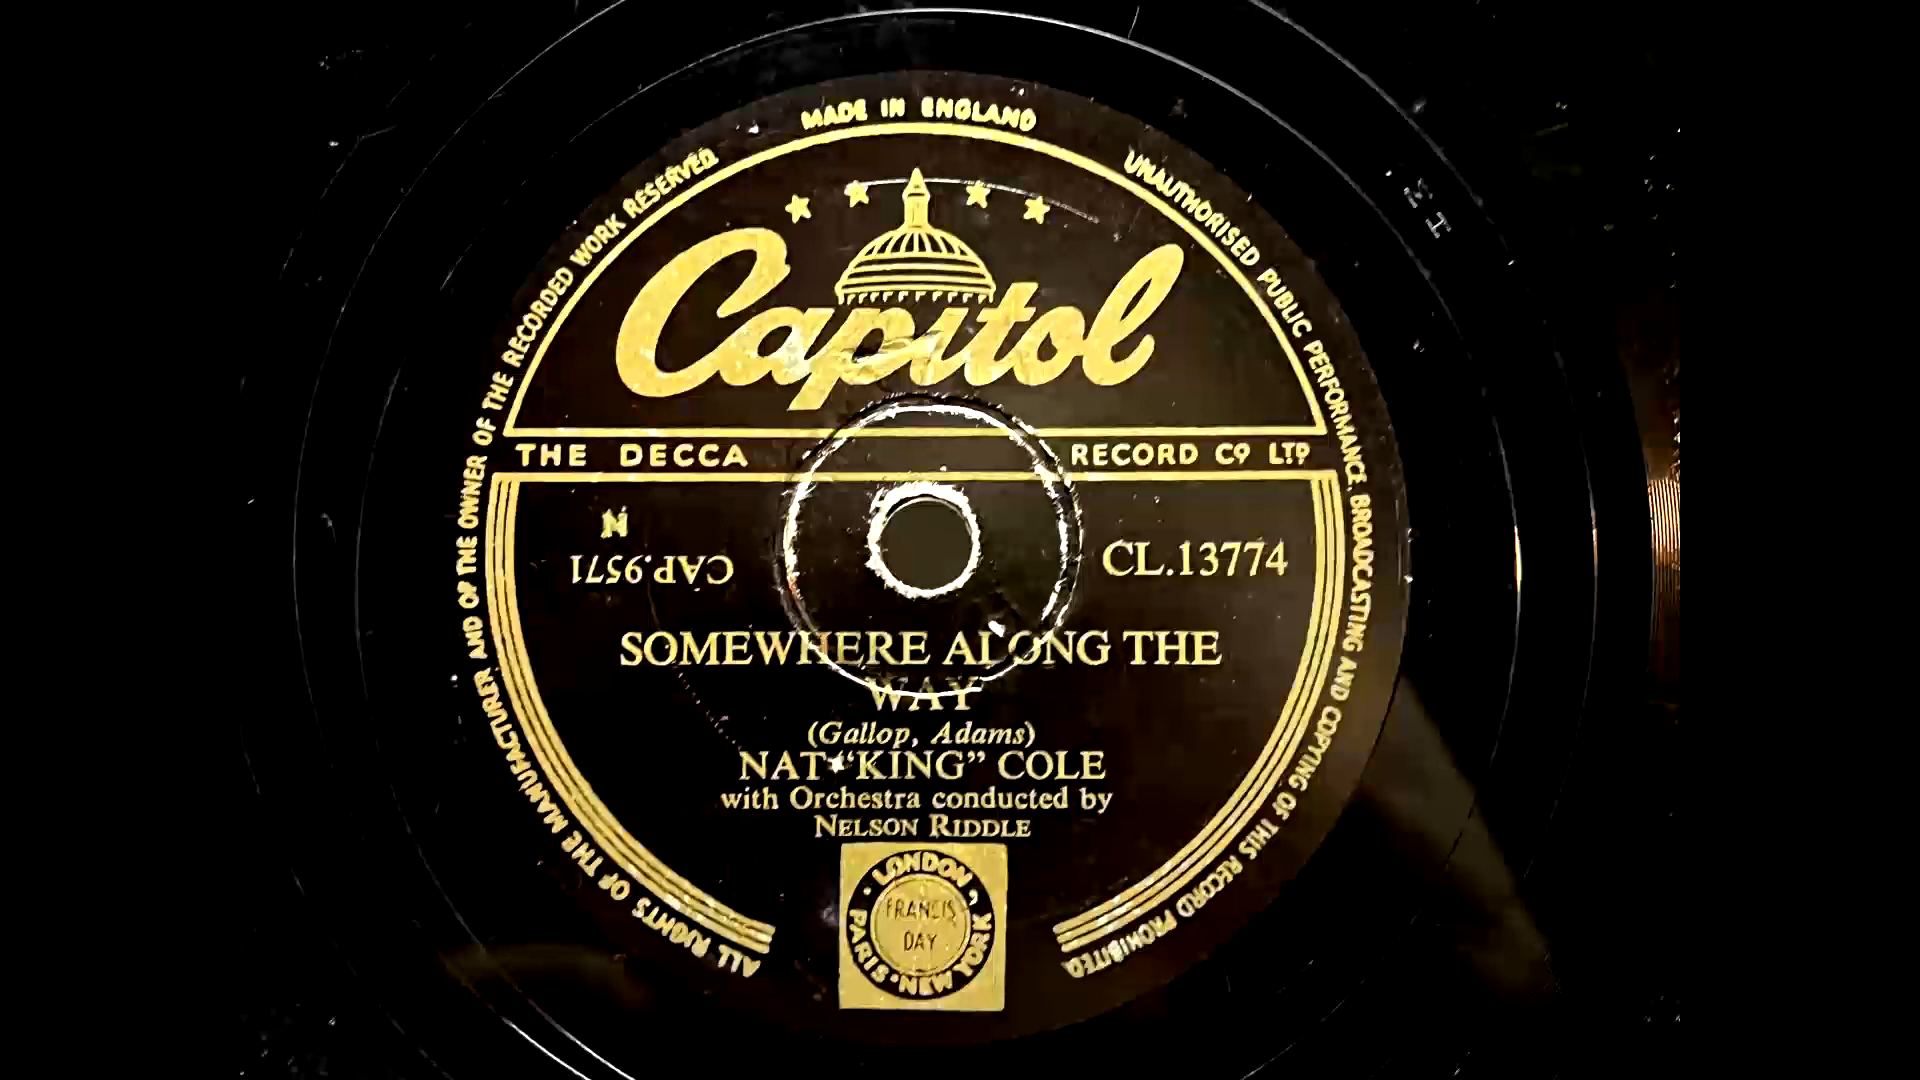 MADE IN ENGLAND
ALL RIGHTS OF THE MANUFACTURER AND OF THE OWNER OF THE RECORDED WORK RESERVED
UNAUTHORISED PUBLIC PERFORMANCE, BROADCASTING AND COPYING OF THIS RECORD PROHIBITED
Capitol
THE DECCA RECORD Cº LTD
N
CAP.9571
CL.13774
SOMEWHERE ALONG THE
WAY
(Gallop, Adams)
NAT "KING" COLE
with Orchestra conducted by
NELSON RIDDLE
LONDON · PARIS · NEW YORK
FRANCIS
DAY